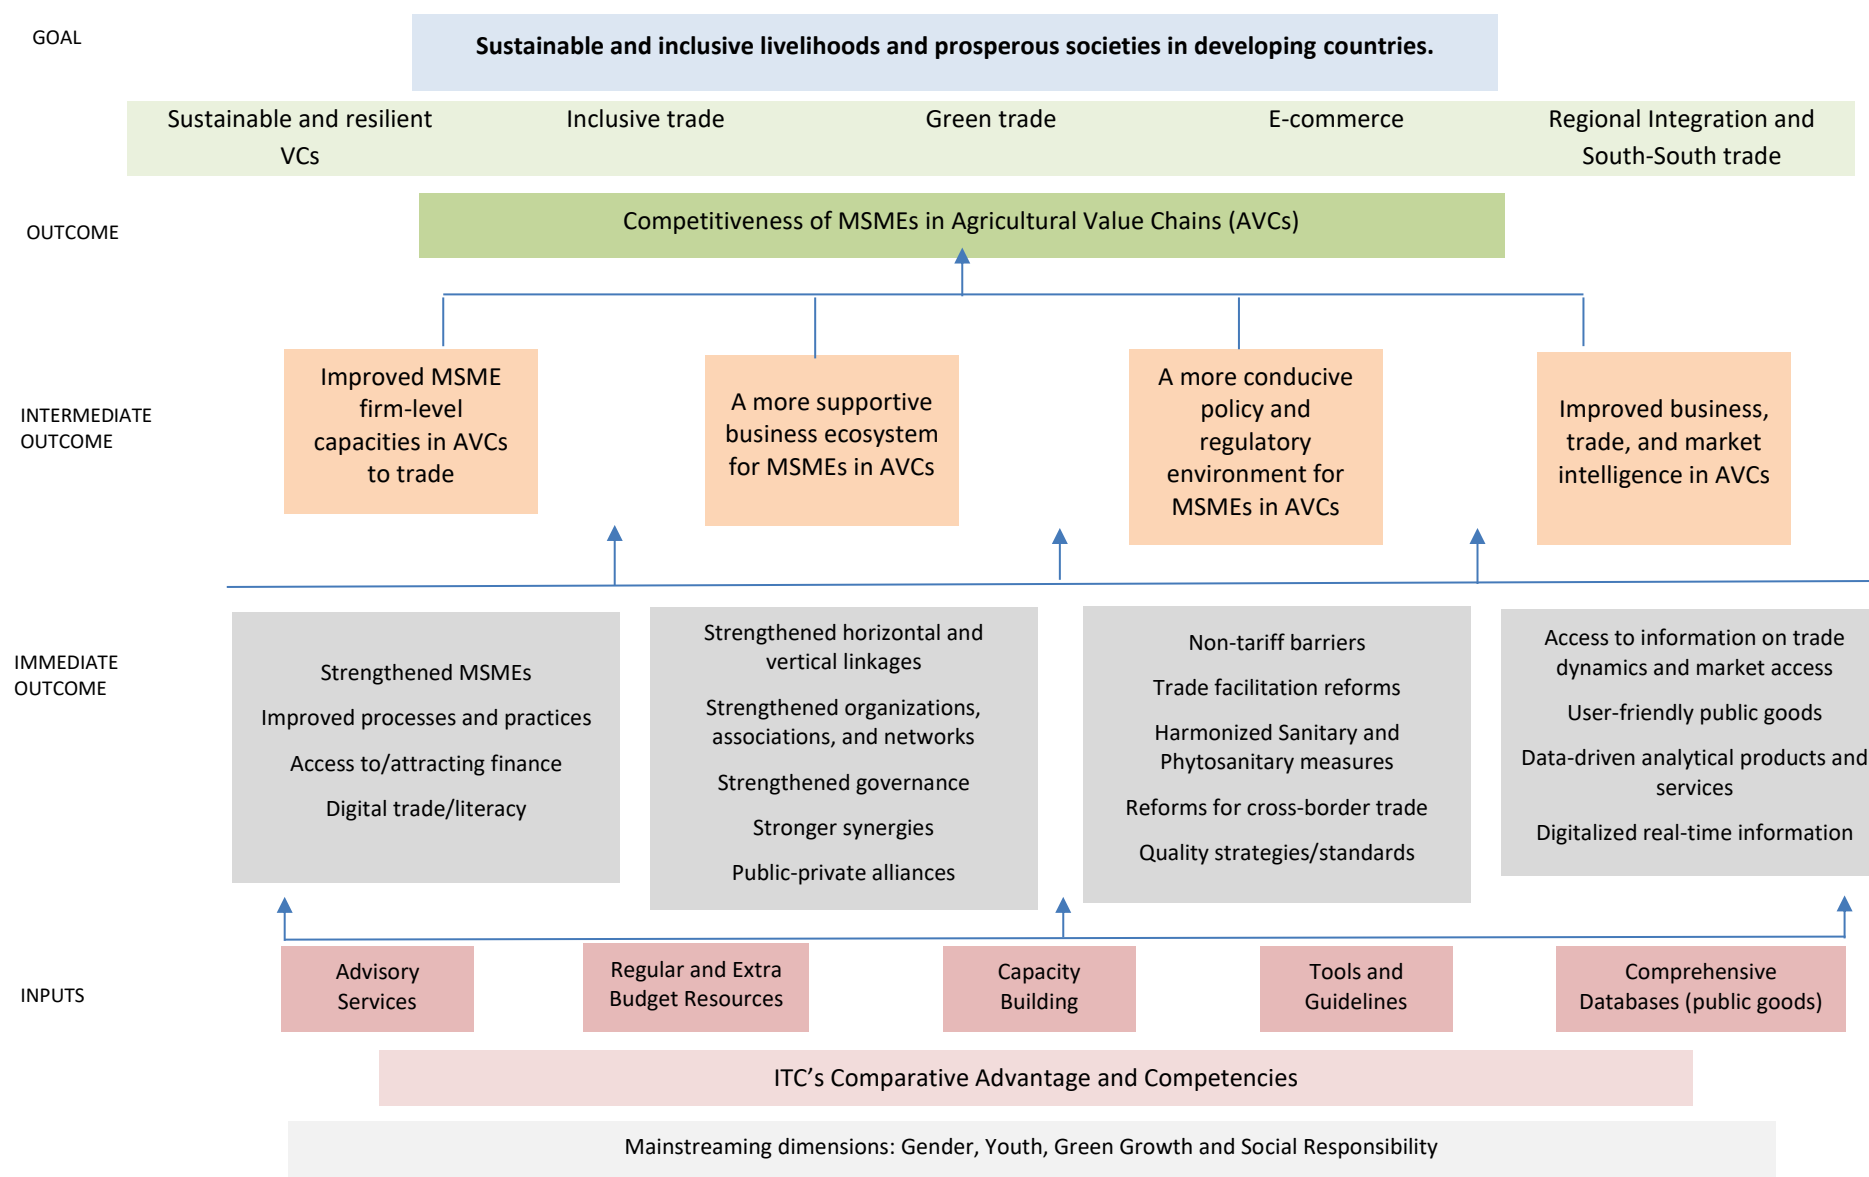 GOAL
Sustainable and inclusive livelihoods and prosperous societies in developing countries.
Sustainable and resilient
VCs
Inclusive trade
Green trade
E-commerce
Regional Integration and
South-South trade
OUTCOME
Competitiveness of MSMEs in Agricultural Value Chains (AVCs)
INTERMEDIATE
OUTCOME
Improved MSME
firm-level
capacities in AVCs
to trade
A more supportive
business ecosystem
for MSMEs in AVCs
A more conducive
policy and
regulatory
environment for
MSMEs in AVCs
Improved business,
trade, and market
intelligence in AVCs
IMMEDIATE
OUTCOME
Strengthened MSMEs
Improved processes and practices
Access to/attracting finance
Digital trade/literacy
Strengthened horizontal and
vertical linkages
Strengthened organizations,
associations, and networks
Strengthened governance
Stronger synergies
Public-private alliances
Non-tariff barriers
Trade facilitation reforms
Harmonized Sanitary and
Phytosanitary measures
Reforms for cross-border trade
Quality strategies/standards
Access to information on trade
dynamics and market access
User-friendly public goods
Data-driven analytical products and
services
Digitalized real-time information
INPUTS
Advisory
Services
Regular and Extra
Budget Resources
Capacity
Building
Tools and
Guidelines
Comprehensive
Databases (public goods)
ITC’s Comparative Advantage and Competencies
Mainstreaming dimensions: Gender, Youth, Green Growth and Social Responsibility